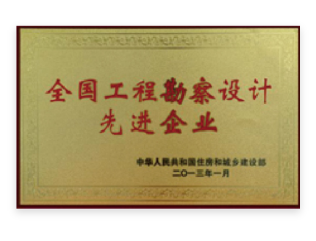 全国工程勘察设计
先进企业
中华人民共和国住房和城乡建设部
二〇一三年一月